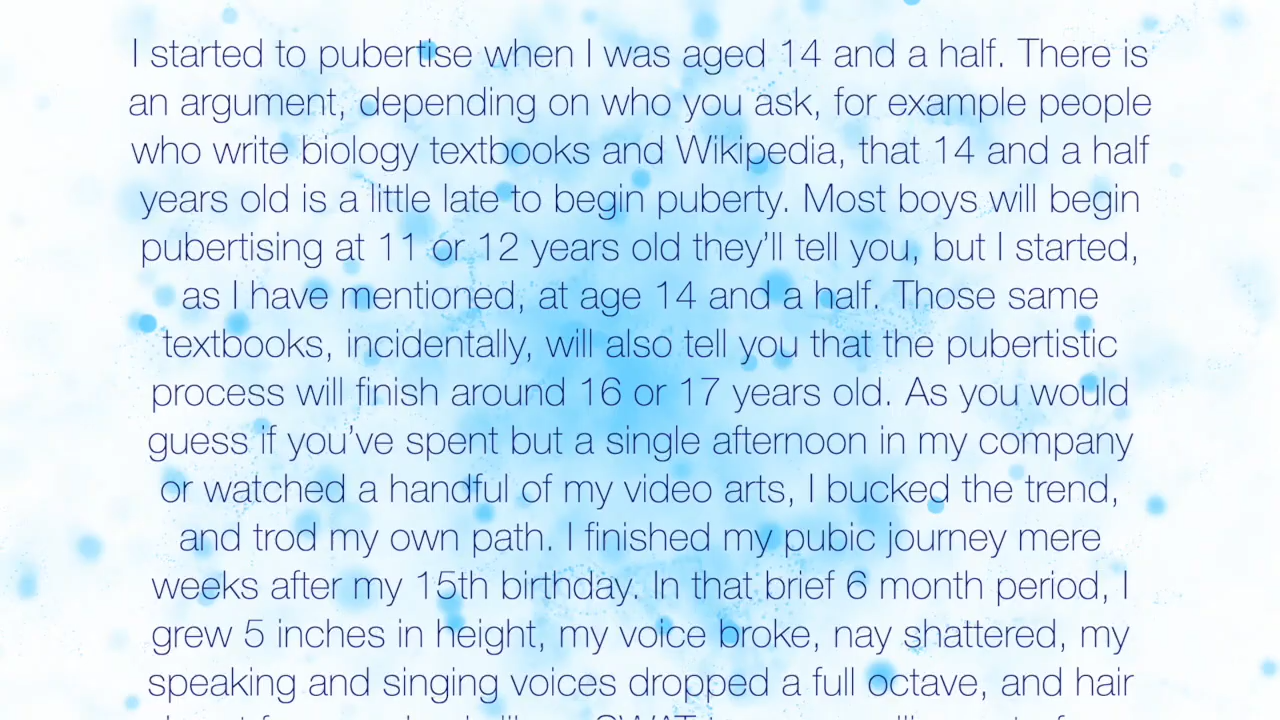 I started to pubertise when I was aged 14 and a half. There is
an argument, depending on who you ask, for example people
who write biology textbooks and Wikipedia, that 14 and a half
years old is a little late to begin puberty. Most boys will begin
pubertising at 11 or 12 years old they’ll tell you, but I started,
as I have mentioned, at age 14 and a half. Those same
textbooks, incidentally, will also tell you that the pubertistic
process will finish around 16 or 17 years old. As you would
guess if you’ve spent but a single afternoon in my company
or watched a handful of my video arts, I bucked the trend,
and trod my own path. I finished my pubic journey mere
weeks after my 15th birthday. In that brief 6 month period, I
grew 5 inches in height, my voice broke, nay shattered, my
speaking and singing voices dropped a full octave, and hair
SWAT